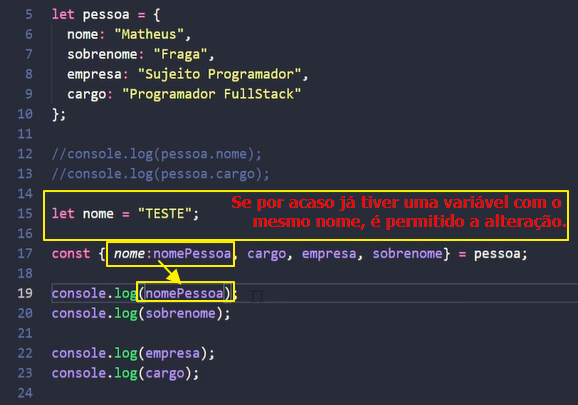 5 let pessoa = {
6 nome: "Matheus",
7 sobrenome: "Fraga",
8 empresa: "Sujeito Programador",
9 cargo: "Programador FullStack"
10 };
11
12 //console.log(pessoa.nome);
13 //console.log(pessoa.cargo);
14
Se por acaso já tiver uma variável com o
15 let nome = "TESTE";
mesmo nome, é permitido a alteração.
16
17 const { nome:nomePessoa, cargo, empresa, sobrenome} = pessoa;
18
19 console.log(nomePessoa);
20 console.log(sobrenome);
21
22 console.log(empresa);
23 console.log(cargo);
24